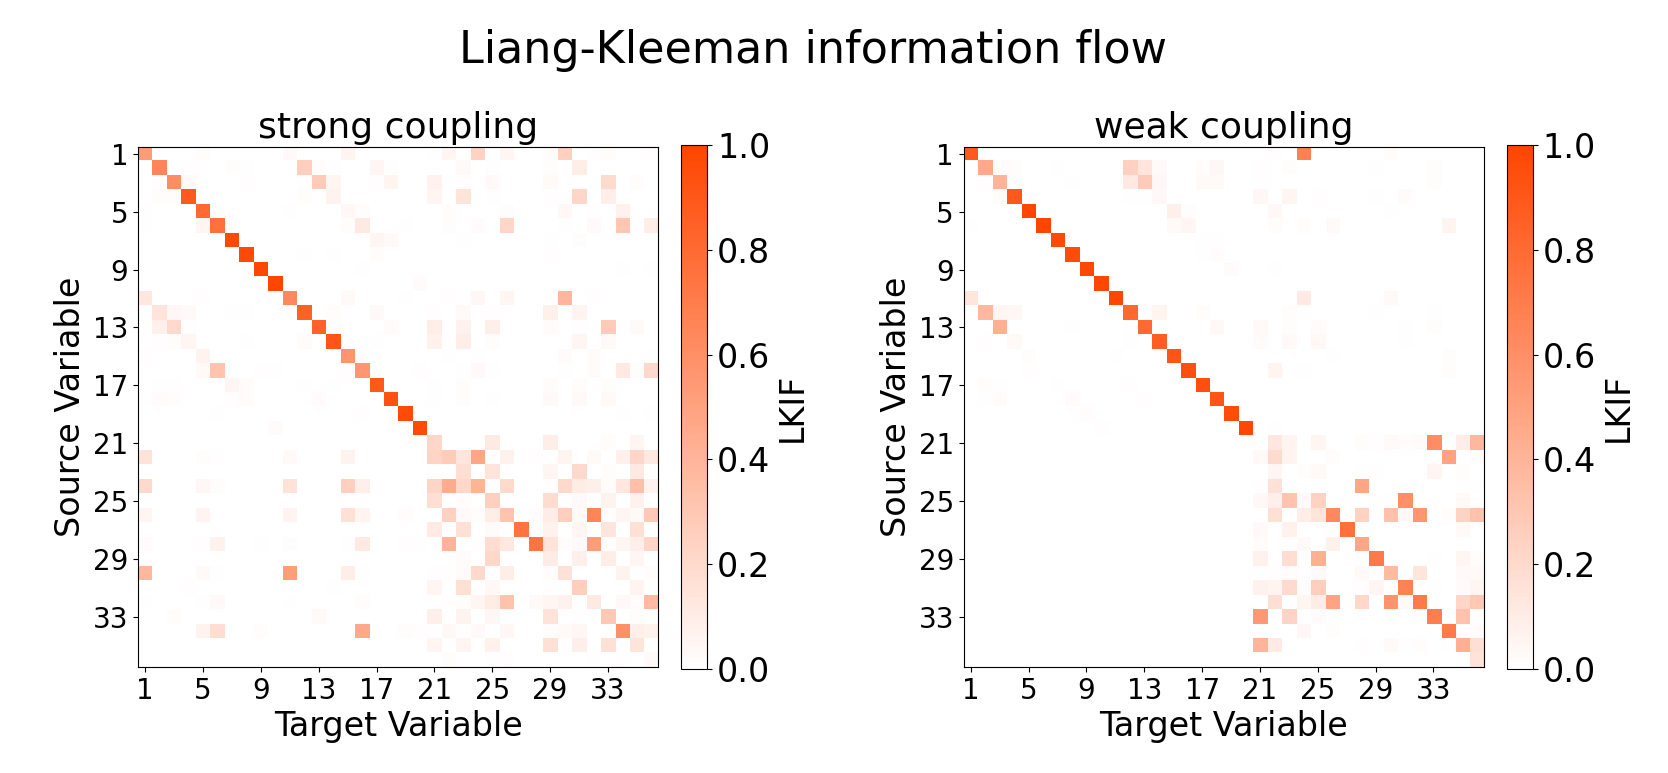 Liang-Kleeman information flow
strong coupling
1
5
9
13
17
21
25
29
33
Source Variable
1 5 9 13 17 21 25 29 33
Target Variable
1.0
0.8
0.6
0.4
0.2
0.0
LKIF
weak coupling
1
5
9
13
17
21
25
29
33
Source Variable
1 5 9 13 17 21 25 29 33
Target Variable
1.0
0.8
0.6
0.4
0.2
0.0
LKIF